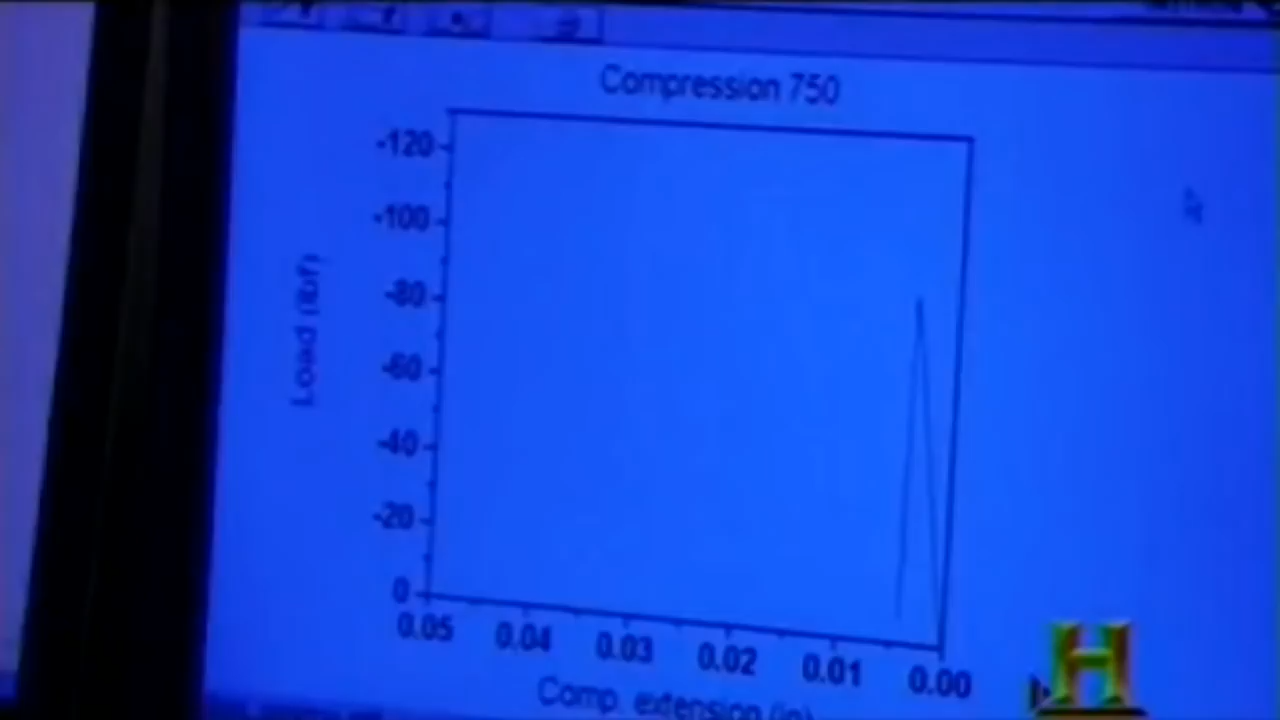 Compression 750
-120
-100
-80
-60
-40
-20
0
Load (lbf)
0.05 0.04 0.03 0.02 0.01 0.00
Comp. extension (in)
H